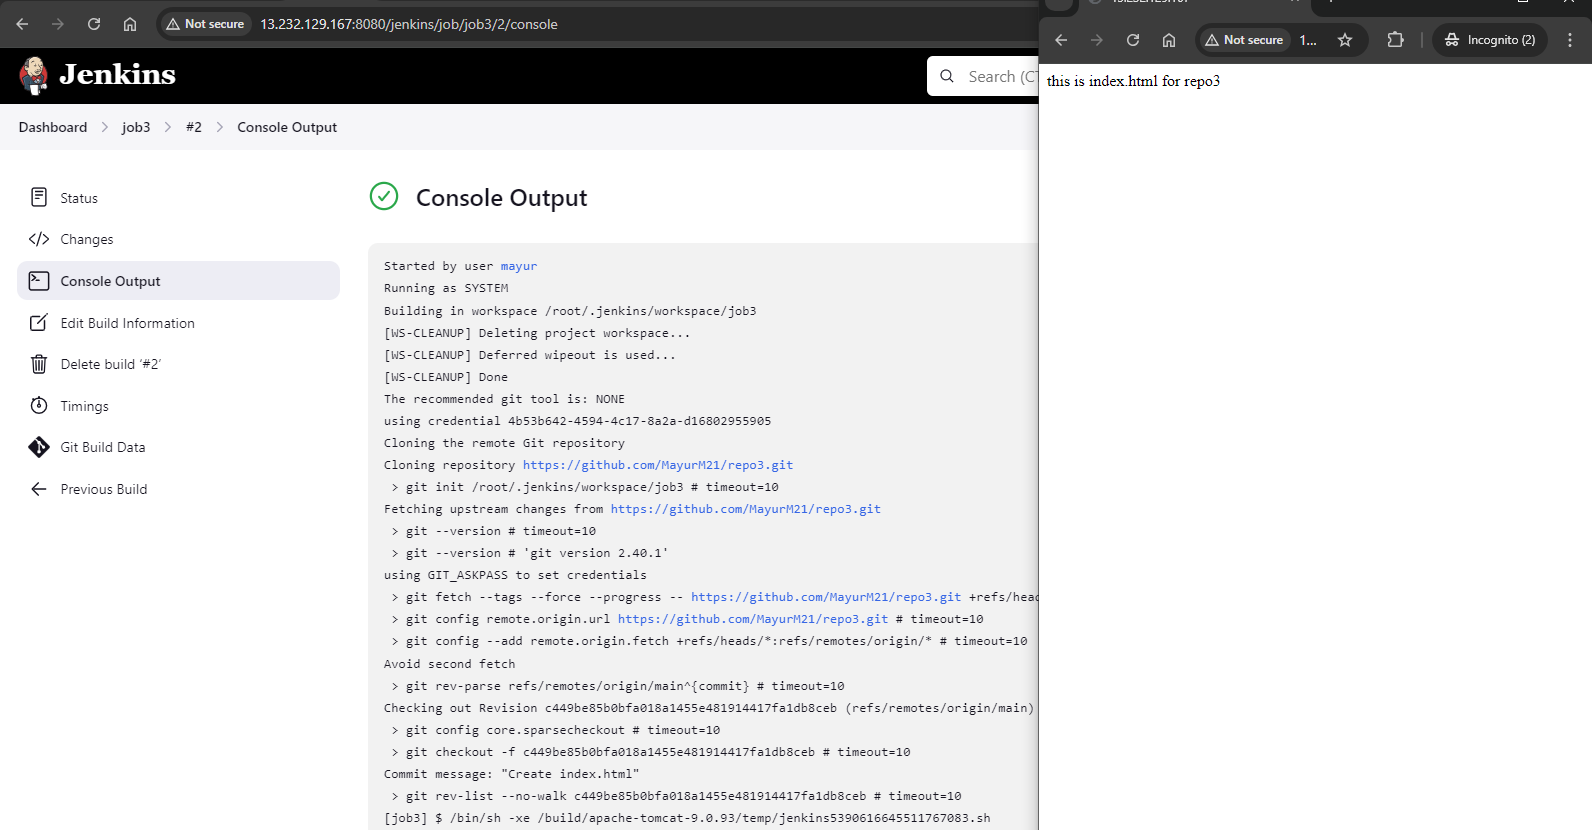 Not secure 13.232.129.167:8080/jenkins/job/job3/2/console
Jenkins
Search (CT
Dashboard > job3 > #2 > Console Output
Status
Changes
Console Output
Edit Build Information
Delete build ‘#2’
Timings
Git Build Data
Previous Build
Console Output
Started by user mayur
Running as SYSTEM
Building in workspace /root/.jenkins/workspace/job3
[WS-CLEANUP] Deleting project workspace...
[WS-CLEANUP] Deferred wipeout is used...
[WS-CLEANUP] Done
The recommended git tool is: NONE
using credential 4b53b642-4594-4c17-8a2a-d16802955905
Cloning the remote Git repository
Cloning repository https://github.com/MayurM21/repo3.git
> git init /root/.jenkins/workspace/job3 # timeout=10
Fetching upstream changes from https://github.com/MayurM21/repo3.git
> git --version # timeout=10
> git --version # 'git version 2.40.1'
using GIT_ASKPASS to set credentials
> git fetch --tags --force --progress -- https://github.com/MayurM21/repo3.git +refs/head
> git config remote.origin.url https://github.com/MayurM21/repo3.git # timeout=10
> git config --add remote.origin.fetch +refs/heads/*:refs/remotes/origin/* # timeout=10
Avoid second fetch
> git rev-parse refs/remotes/origin/main^{commit} # timeout=10
Checking out Revision c449be85b0bfa018a1455e481914417fa1db8ceb (refs/remotes/origin/main)
> git config core.sparsecheckout # timeout=10
> git checkout -f c449be85b0bfa018a1455e481914417fa1db8ceb # timeout=10
Commit message: "Create index.html"
> git rev-list --no-walk c449be85b0bfa018a1455e481914417fa1db8ceb # timeout=10
[job3] $ /bin/sh -xe /build/apache-tomcat-9.0.93/temp/jenkins5390616645511767083.sh
Not secure 1... Incognito (2)
this is index.html for repo3